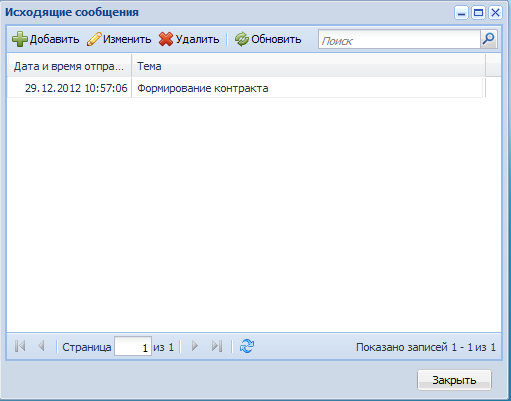 Исходящие сообщения
Добавить Изменить Удалить Обновить Поиск
Дата и время отпра... Тема
29.12.2012 10:57:06 Формирование контракта
Страница 1 из 1 Показано записей 1 - 1 из 1
Закрыть